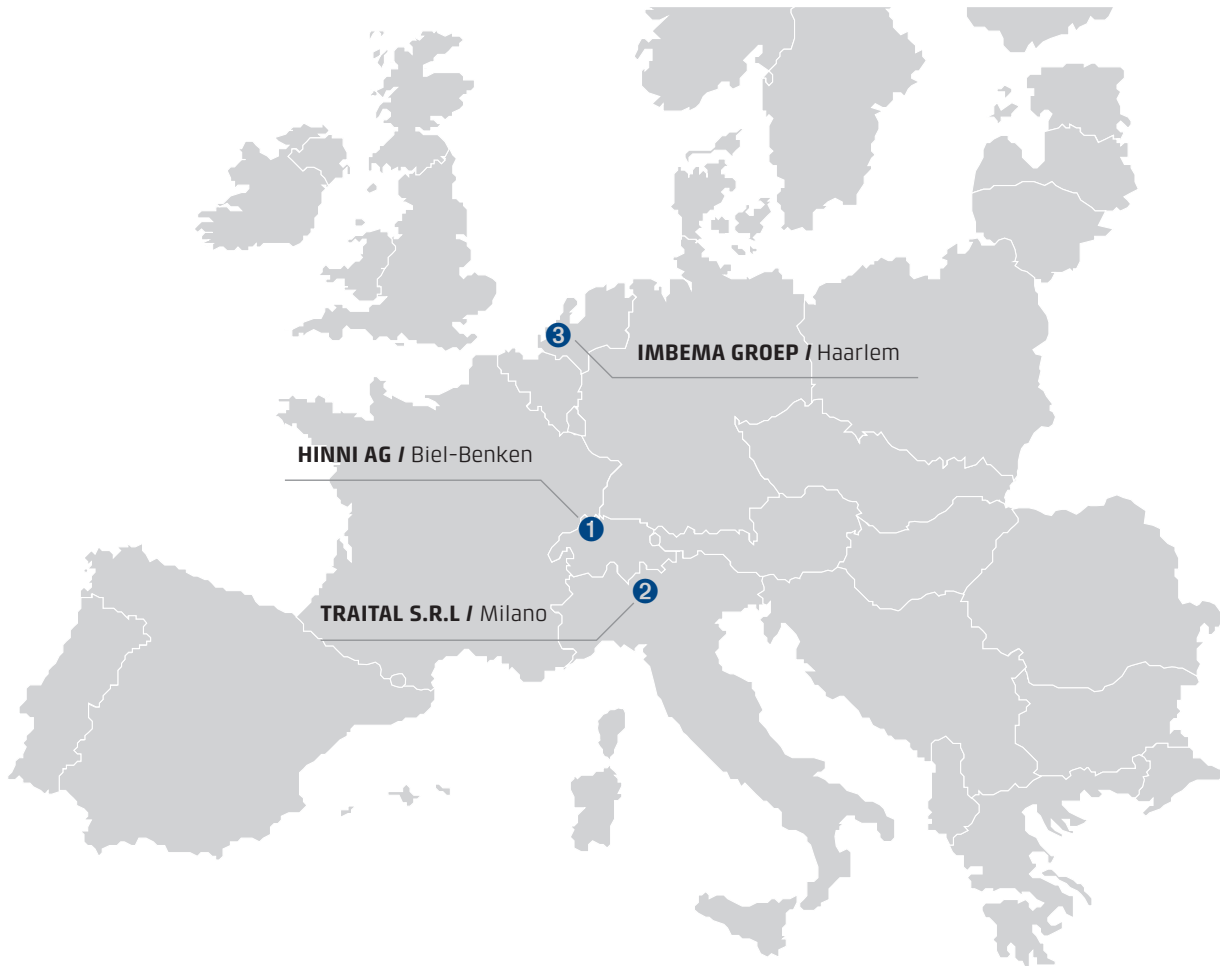 3
IMBEMA GROEP / Haarlem
HINNI AG / Biel-Benken
1
2
TRAITAL S.R.L / Milano